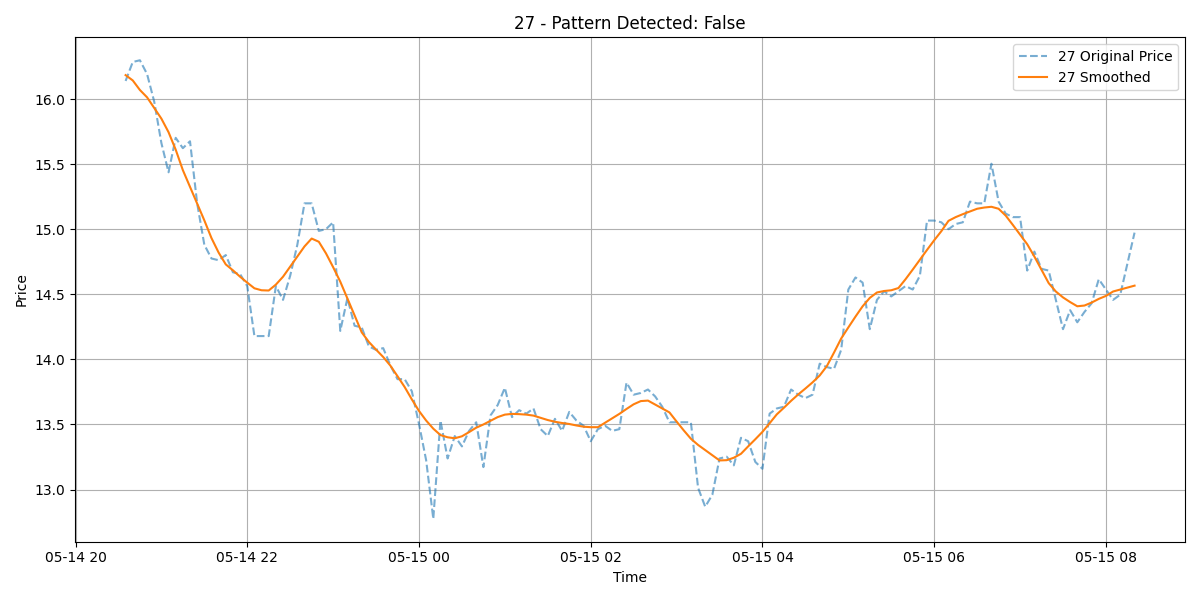 27 - Pattern Detected: False
27 Original Price
27 Smoothed
Price
16.0
15.5
15.0
14.5
14.0
13.5
13.0
05-14 20
05-14 22
05-15 00
05-15 02
05-15 04
05-15 06
05-15 08
Time